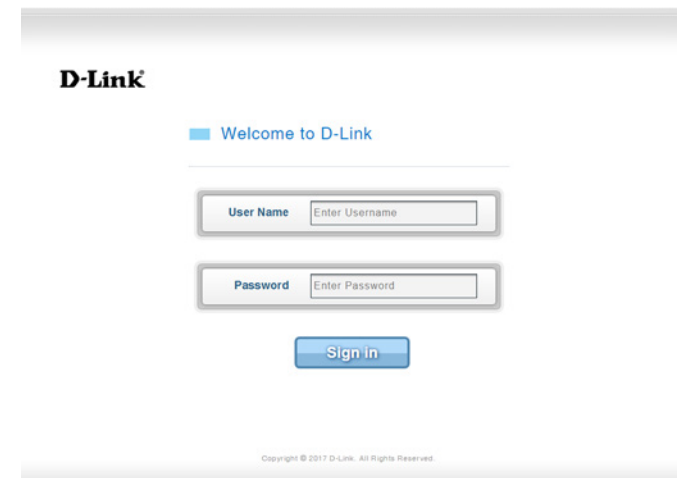 D-Link
Welcome to D-Link
User Name Enter Username
Password Enter Password
Sign in
Copyright © 2017 D-Link. All Rights Reserved.